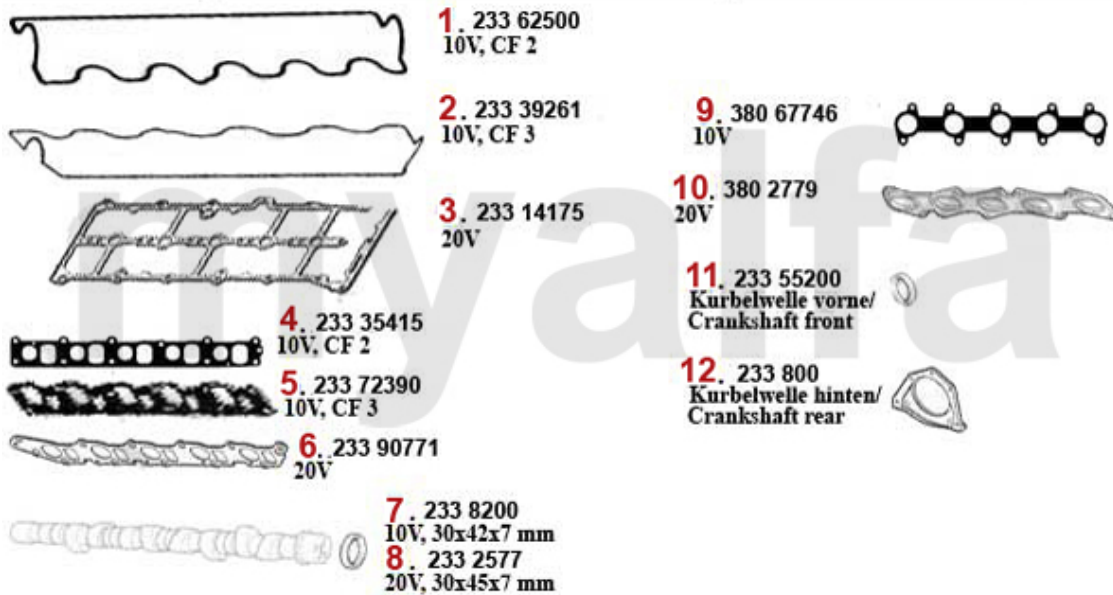 1. 233 62500
10V, CF 2
2. 233 39261
10V, CF 3
3. 233 14175
20V
4. 233 35415
10V, CF 2
5. 233 72390
10V, CF 3
6. 233 90771
20V
7. 233 8200
10V, 30x42x7 mm
8. 233 2577
20V, 30x45x7 mm
9. 380 67746
10V
10. 380 2779
20V
11. 233 55200
Kurbelwelle vorne/
Crankshaft front
12. 233 800
Kurbelwelle hinten/
Crankshaft rear
myalfa